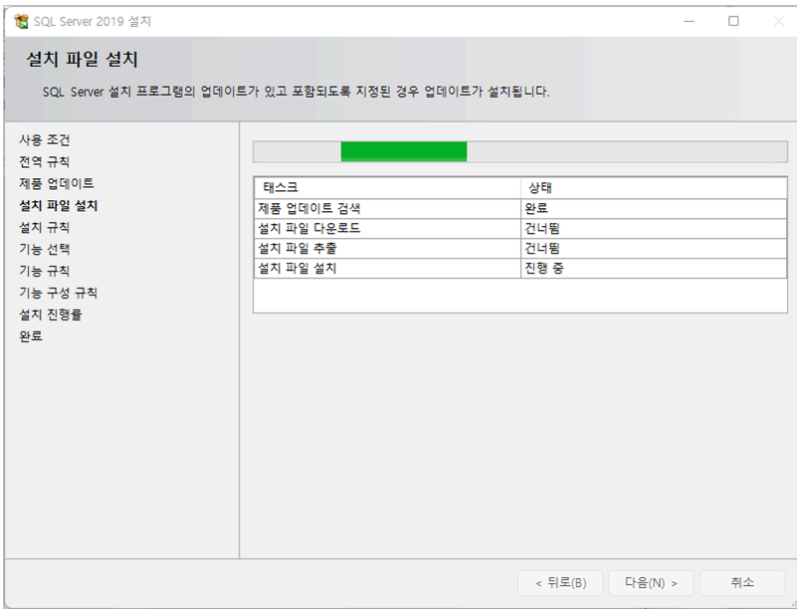 SQL Server 2019 설치
설치 파일 설치
SQL Server 설치 프로그램의 업데이트가 있고 포함되도록 지정된 경우 업데이트가 설치됩니다.
사용 조건
전역 규칙
제품 업데이트
설치 파일 설치
설치 규칙
기능 선택
기능 규칙
기능 구성 규칙
설치 진행률
완료
태스크 상태
제품 업데이트 검색 완료
설치 파일 다운로드 건너뜀
설치 파일 추출 건너뜀
설치 파일 설치 진행 중
< 뒤로(B) 다음(N) > 취소